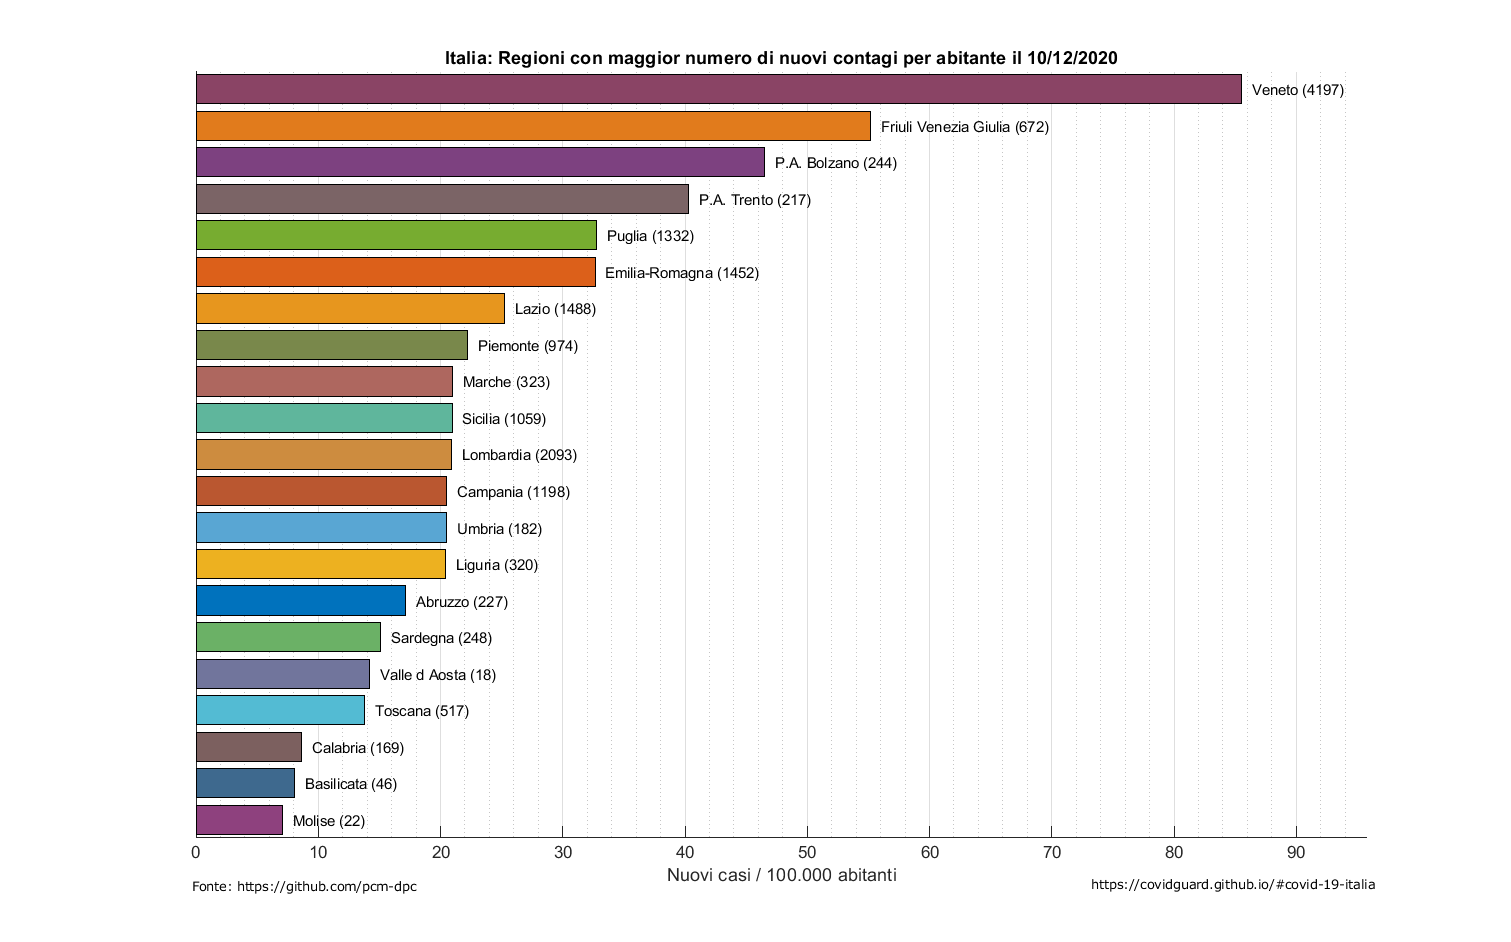 Italia: Regioni con maggior numero di nuovi contagi per abitante il 10/12/2020
Veneto (4197)
Friuli Venezia Giulia (672)
P.A. Bolzano (244)
P.A. Trento (217)
Puglia (1332)
Emilia-Romagna (1452)
Lazio (1488)
Piemonte (974)
Marche (323)
Sicilia (1059)
Lombardia (2093)
Campania (1198)
Umbria (182)
Liguria (320)
Abruzzo (227)
Sardegna (248)
Valle d Aosta (18)
Toscana (517)
Calabria (169)
Basilicata (46)
Molise (22)
0 10 20 30 40 50 60 70 80 90
Nuovi casi / 100.000 abitanti
Fonte: https://github.com/pcm-dpc
https://covidguard.github.io/#covid-19-italia